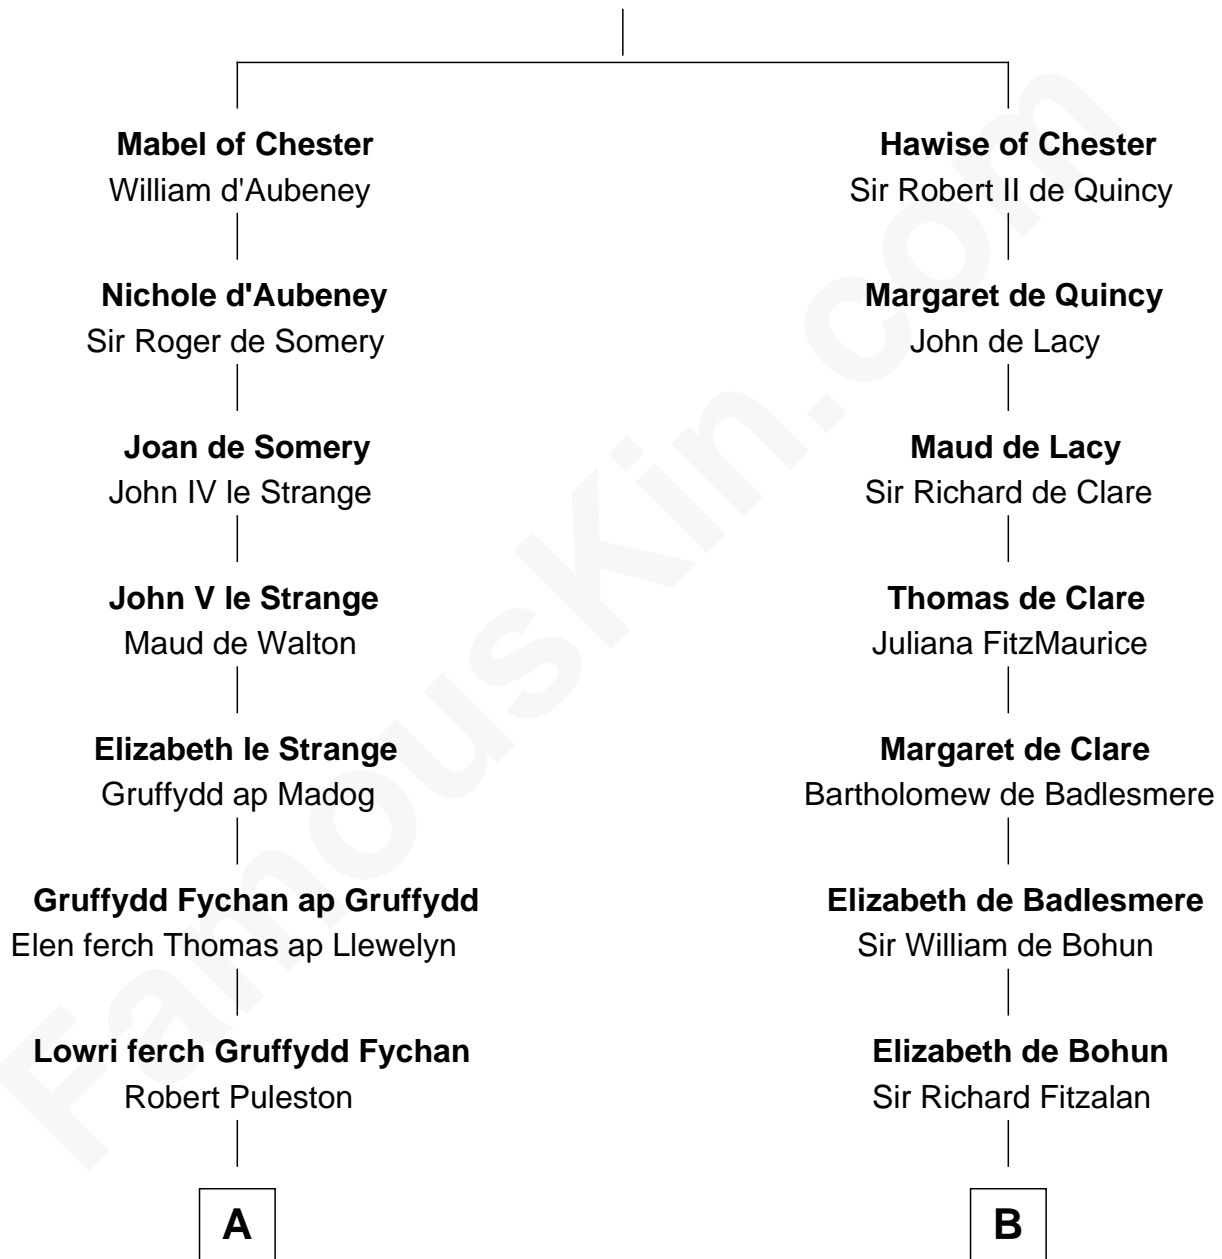 Mabel of Chester
William d'Aubeney
Nichole d'Aubeney
Sir Roger de Somery
Joan de Somery
John IV le Strange
John V le Strange
Maud de Walton
Elizabeth le Strange
Gruffydd ap Madog
Gruffydd Fychan ap Gruffydd
Elen ferch Thomas ap Llewelyn
Lowri ferch Gruffydd Fychan
Robert Puleston
A
Hawise of Chester
Sir Robert II de Quincy
Margaret de Quincy
John de Lacy
Maud de Lacy
Sir Richard de Clare
Thomas de Clare
Juliana FitzMaurice
Margaret de Clare
Bartholomew de Badlesmere
Elizabeth de Badlesmere
Sir William de Bohun
Elizabeth de Bohun
Sir Richard Fitzalan
B
FamousKin.com